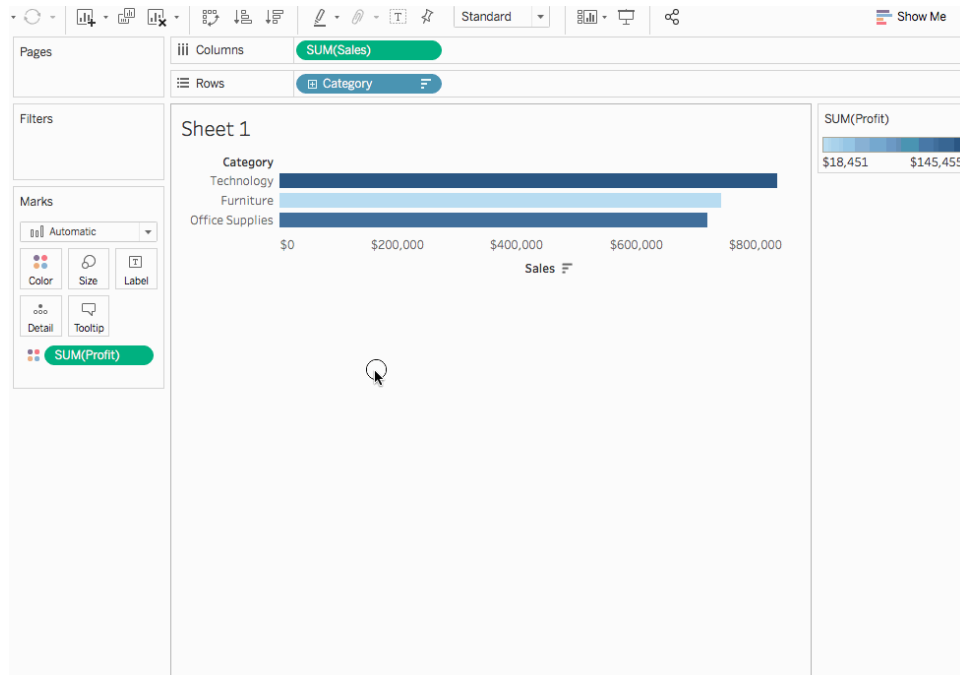 Standard
Show Me
Pages
Columns
SUM(Sales)
Rows
Category
Filters
Sheet 1
SUM(Profit)
$18,451
$145,455
Category
Technology
Furniture
Office Supplies
$0
$200,000
$400,000
$600,000
$800,000
Sales
Marks
Automatic
Color
Size
T
Label
Detail
Tooltip
SUM(Profit)